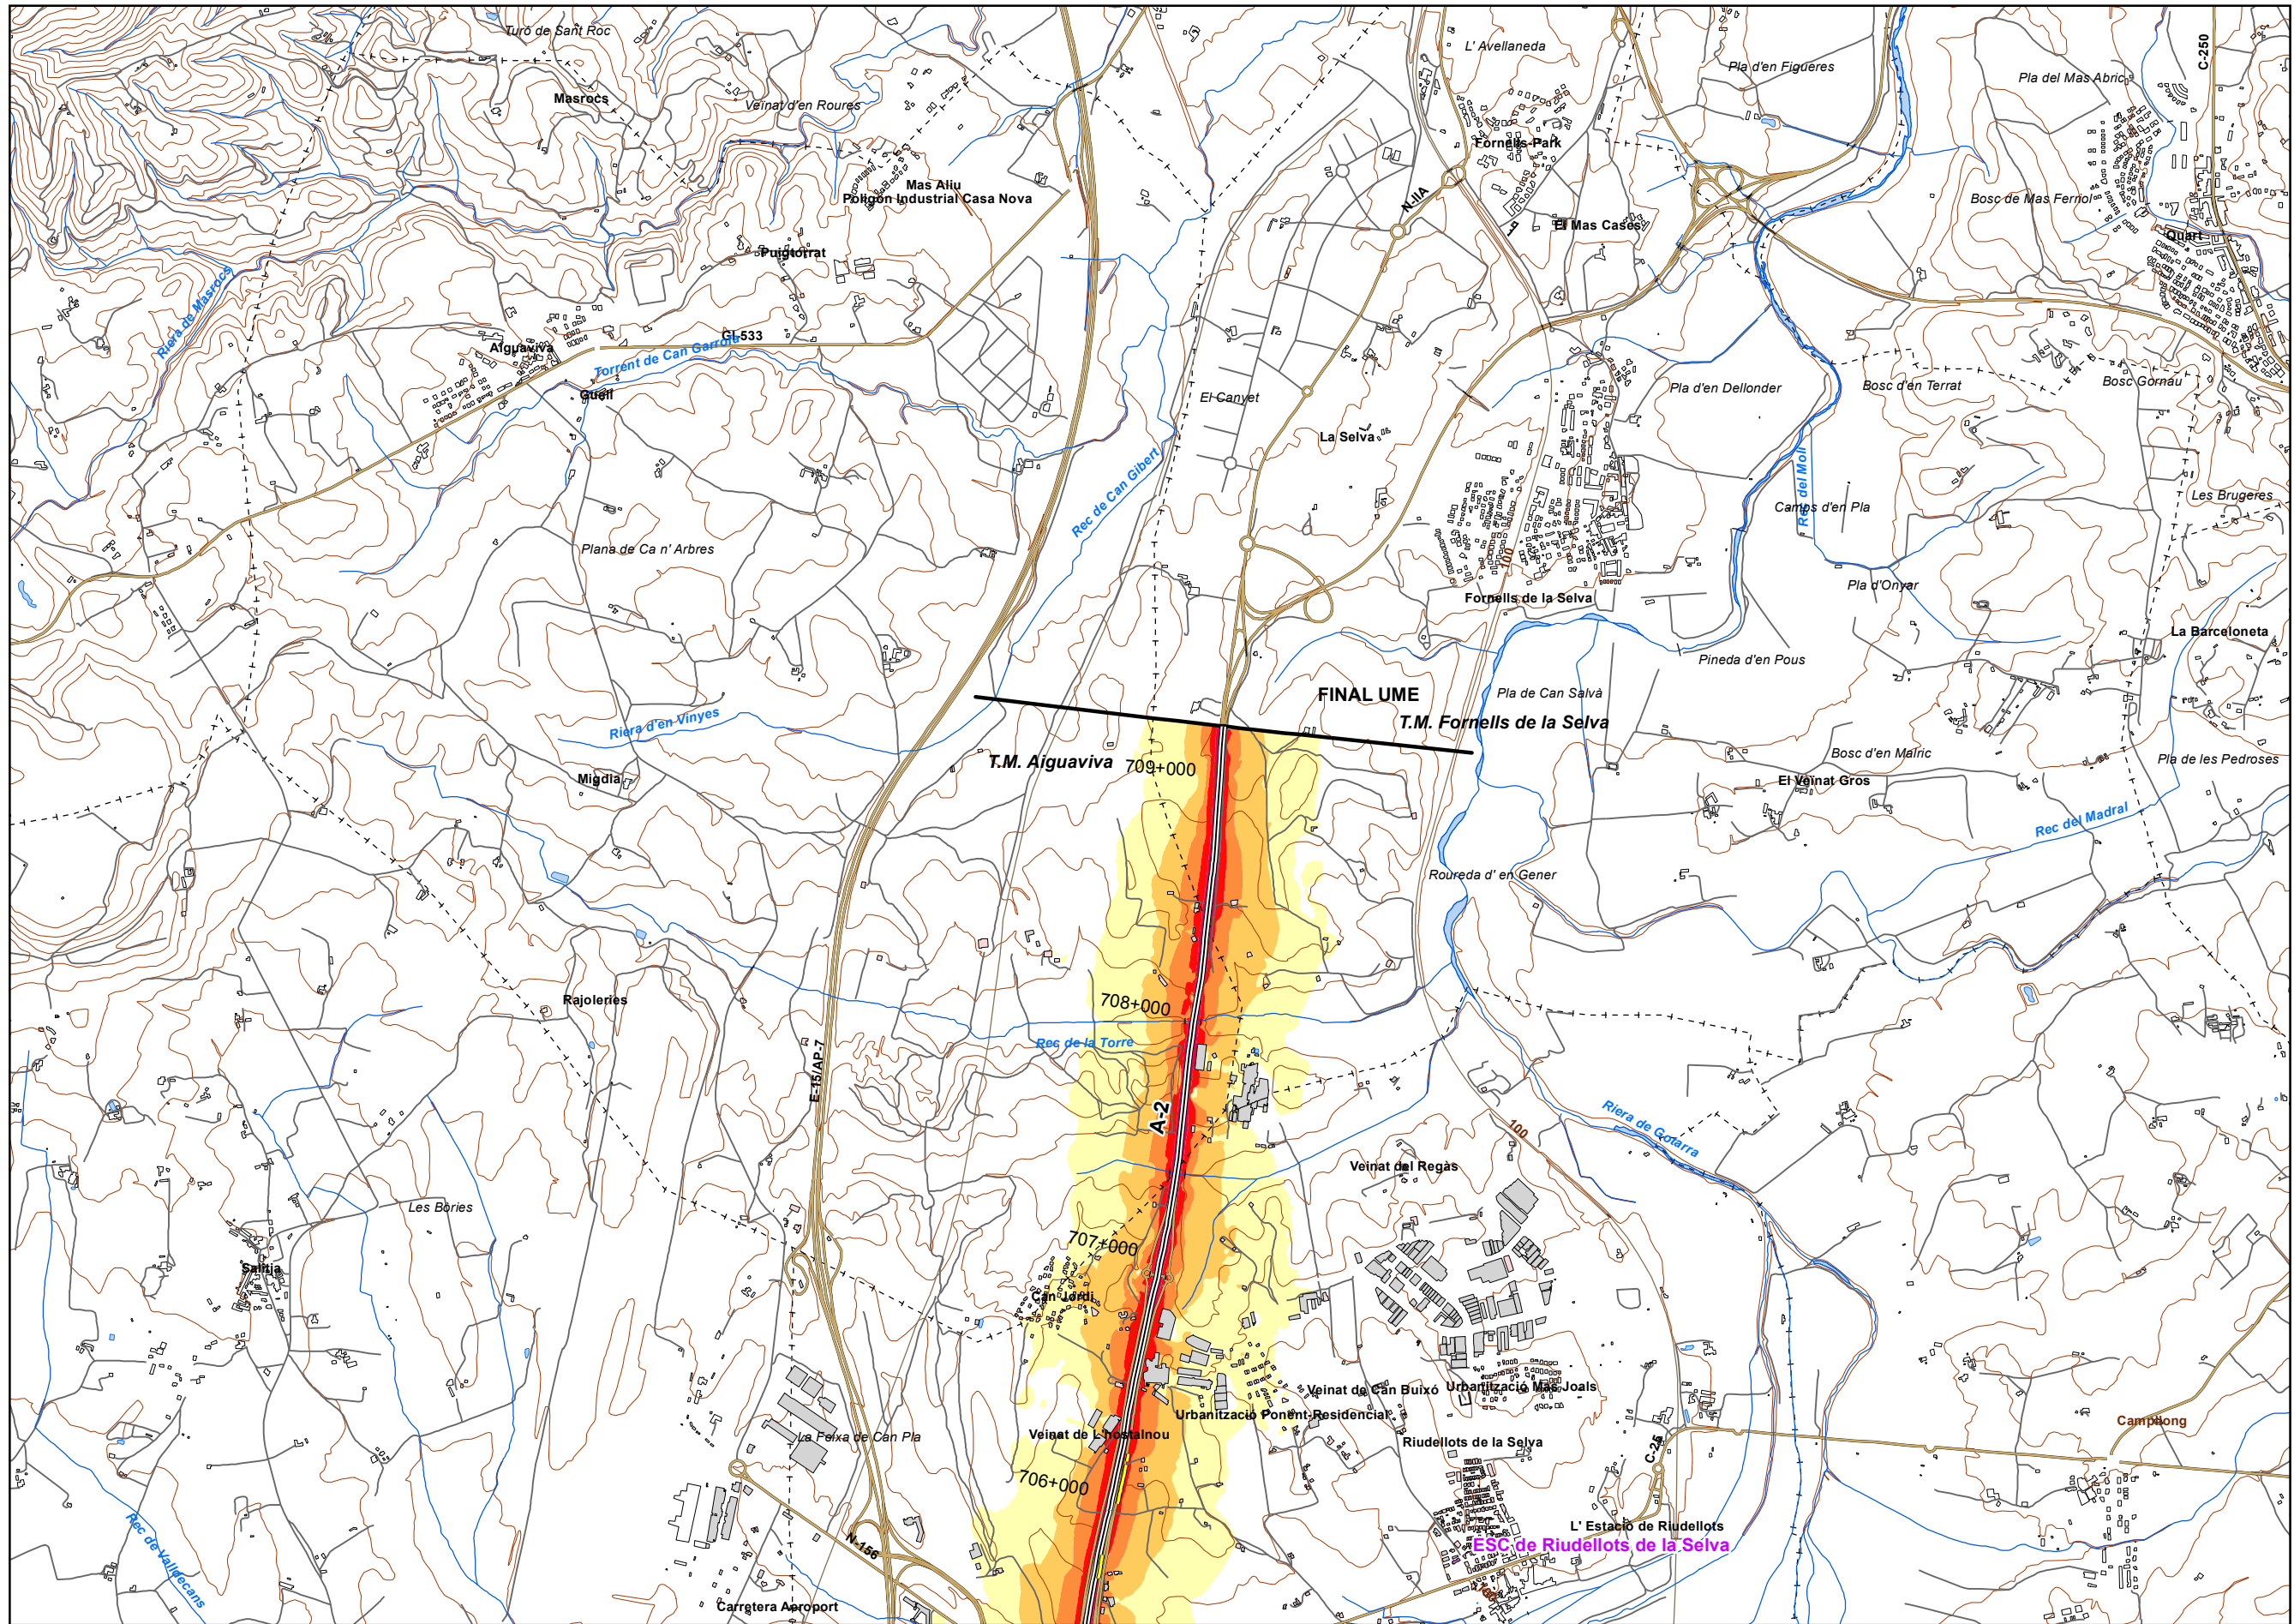 Turó de Sant Roc
L' Avellaneda
C-250
Pla d'en Figueres
Pla del Mas Abric
Masrocs
Veïnat d'en Roures
Fornells-Park
Mas Aliu
Polígon Industrial Casa Nova
N-IIA
Bosc de Mas Ferriol
El Mas Cases
Quart
Puigtorrat
Riera de Masrocs
GI-533
Aiguaviva
Torrent de Can Garrofa
Güell
El Canyet
Pla d'en Dellonder
Bosc d'en Terrat
Bosc Gornau
La Selva
Rec de Can Gibert
Rec del Molí
Les Brugeres
Camps d'en Pla
Plana de Ca n' Arbres
100
Pla d'Onyar
Fornells de la Selva
La Barceloneta
Pineda d'en Pous
FINAL UME
Pla de Can Salvà
Riera d'en Vinyes
T.M. Fornells de la Selva
Bosc d'en Malric
T.M. Aiguaviva
709+000
Pla de les Pedroses
Migdia
El Veïnat Gros
Rec del Madral
Roureda d' en Gener
Rajoleries
708+000
Rec de la Torre
E-15/AP-7
A-2
100
Riera de Gotarra
Veinat del Regàs
Les Bòries
707+000
Salitja
Can Jordi
Veinat de Can Buixó
Urbanització Mas Joals
Urbanització Ponent-Residencial
Campllong
La Feixa de Can Pla
Veinat de L'hostalnou
Riudellots de la Selva
C-25
706+000
Rec de Valldecans
L' Estació de Riudellots
N-156
ESC de Riudellots de la Selva
100
Carretera Aeroport